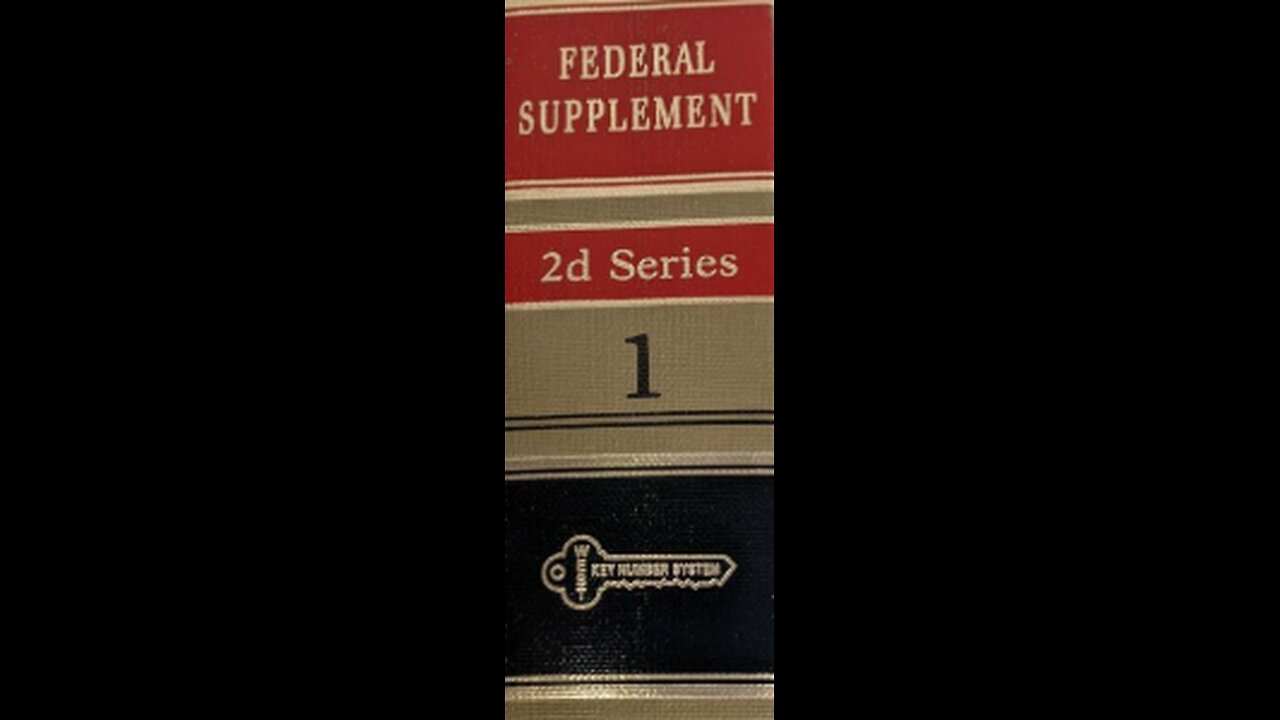 FEDERAL
SUPPLEMENT
2d Series
1
WEST
KEY NUMBER SYSTEM